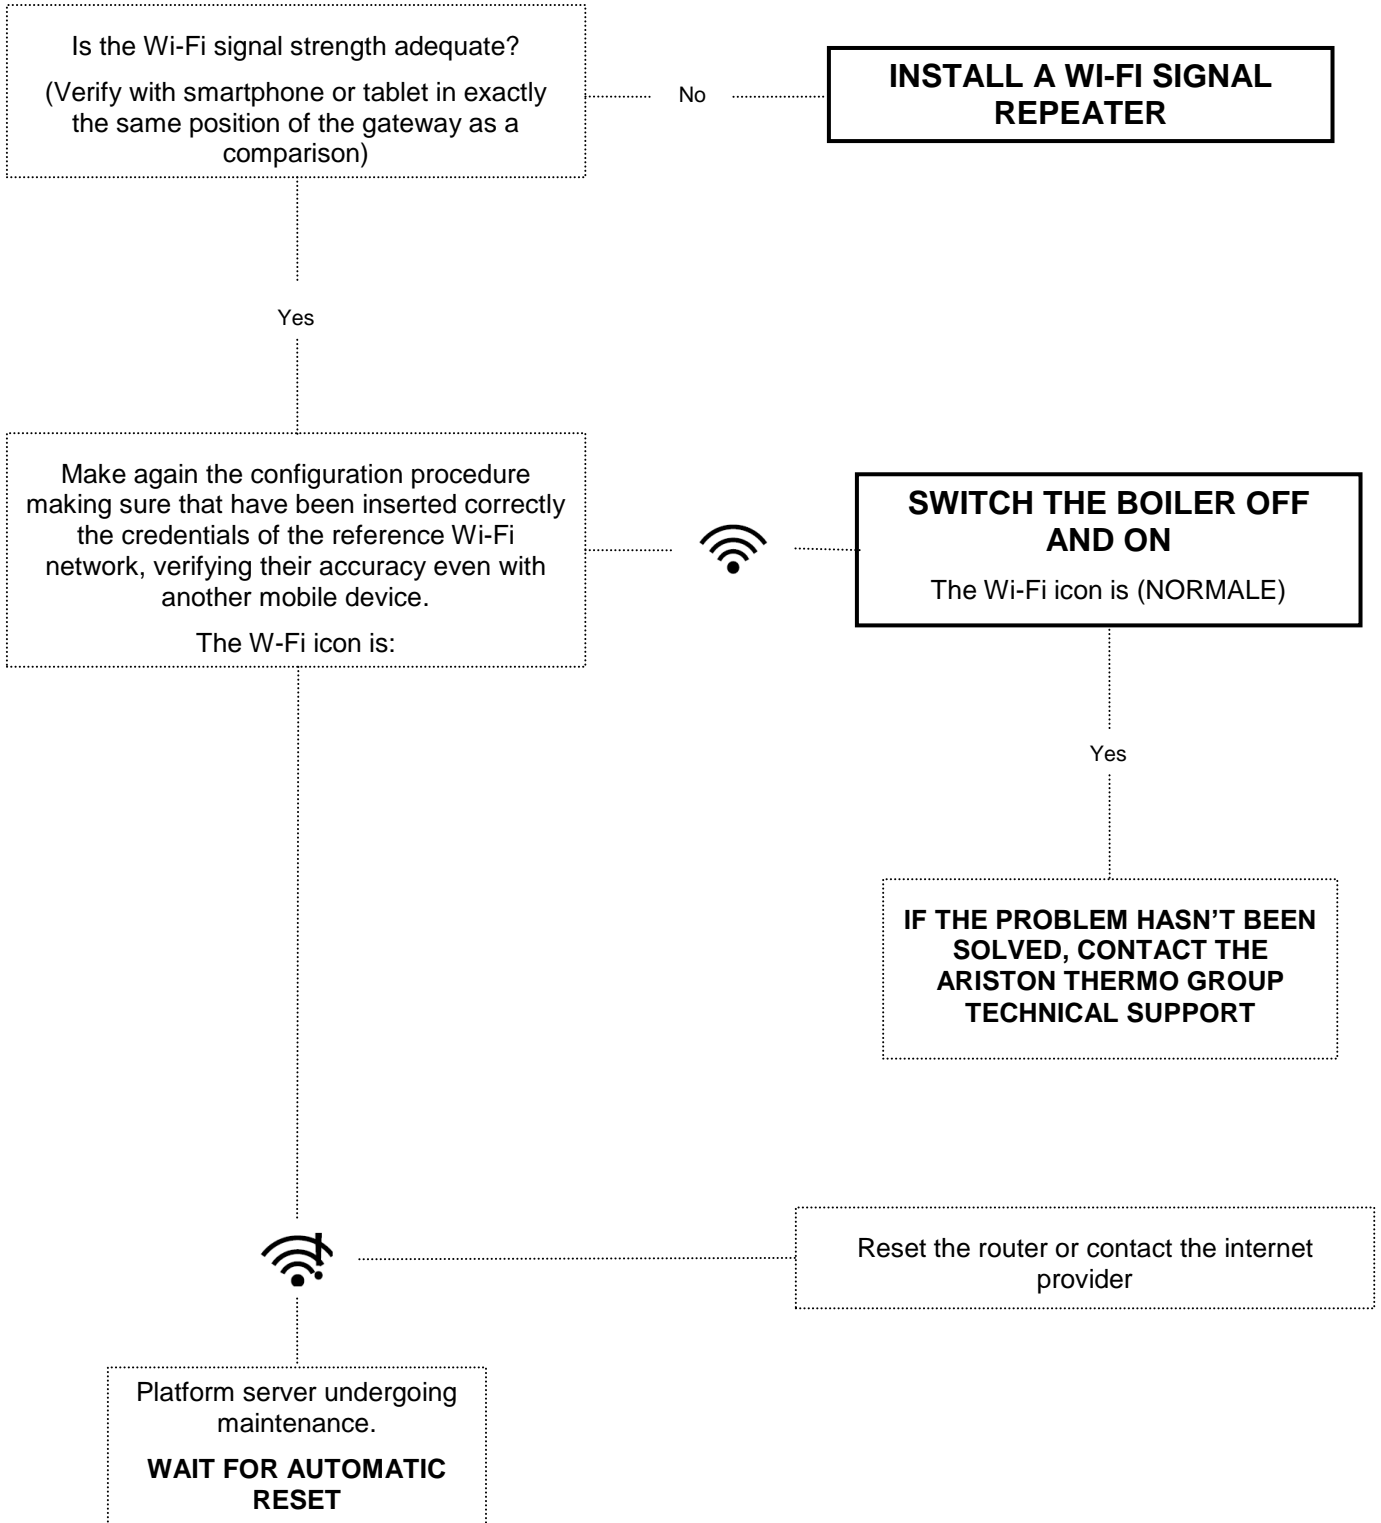 Is the Wi-Fi signal strength adequate?
(Verify with smartphone or tablet in exactly
the same position of the gateway as a
comparison)
No
INSTALL A WI-FI SIGNAL
REPEATER
Yes
Make again the configuration procedure
making sure that have been inserted correctly
the credentials of the reference Wi-Fi
network, verifying their accuracy even with
another mobile device.
The W-Fi icon is:
SWITCH THE BOILER OFF
AND ON
The Wi-Fi icon is (NORMALE)
Yes
IF THE PROBLEM HASN'T BEEN
SOLVED, CONTACT THE
ARISTON THERMO GROUP
TECHNICAL SUPPORT
Reset the router or contact the internet
provider
Platform server undergoing
maintenance.
WAIT FOR AUTOMATIC
RESET